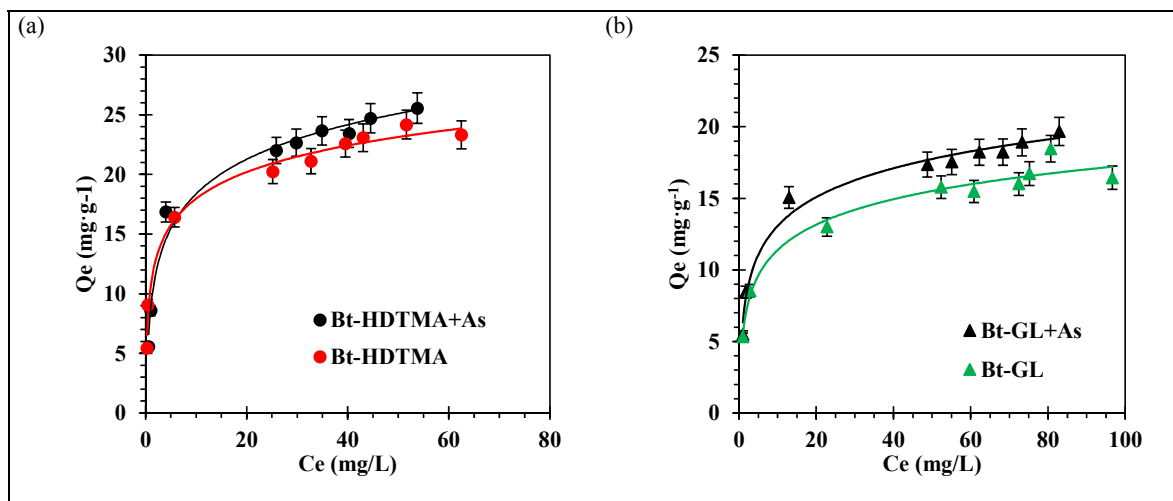 (a)
30
25
20
15
10
5
0
Qe (mg·g-1)
Bt-HDTMA+As
Bt-HDTMA
0 20 40 60 80
Ce (mg/L)
(b)
25
20
15
10
5
0
Qe (mg·g⁻¹)
Bt-GL+As
Bt-GL
0 20 40 60 80 100
Ce (mg/L)